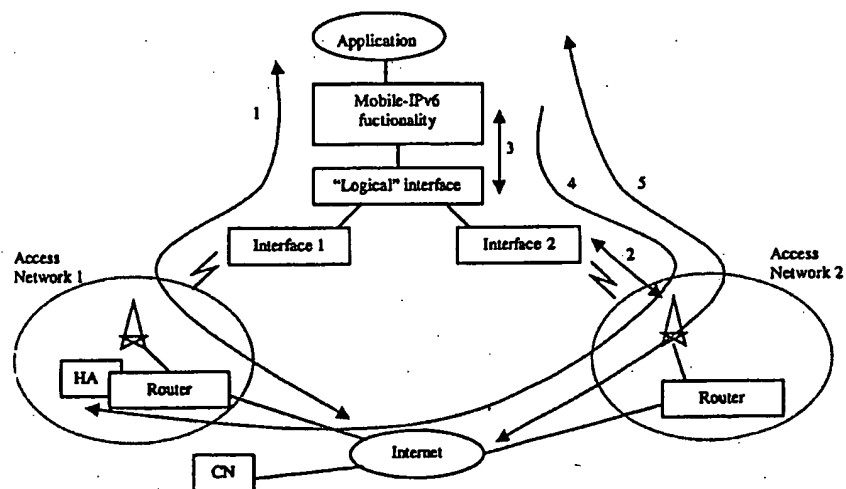 Application
Mobile-IPv6
fuctionality
1
3
"Logical" interface
4
5
Interface 1
Interface 2
2
Access
Network 1
Access
Network 2
HA
Router
Router
Internet
CN